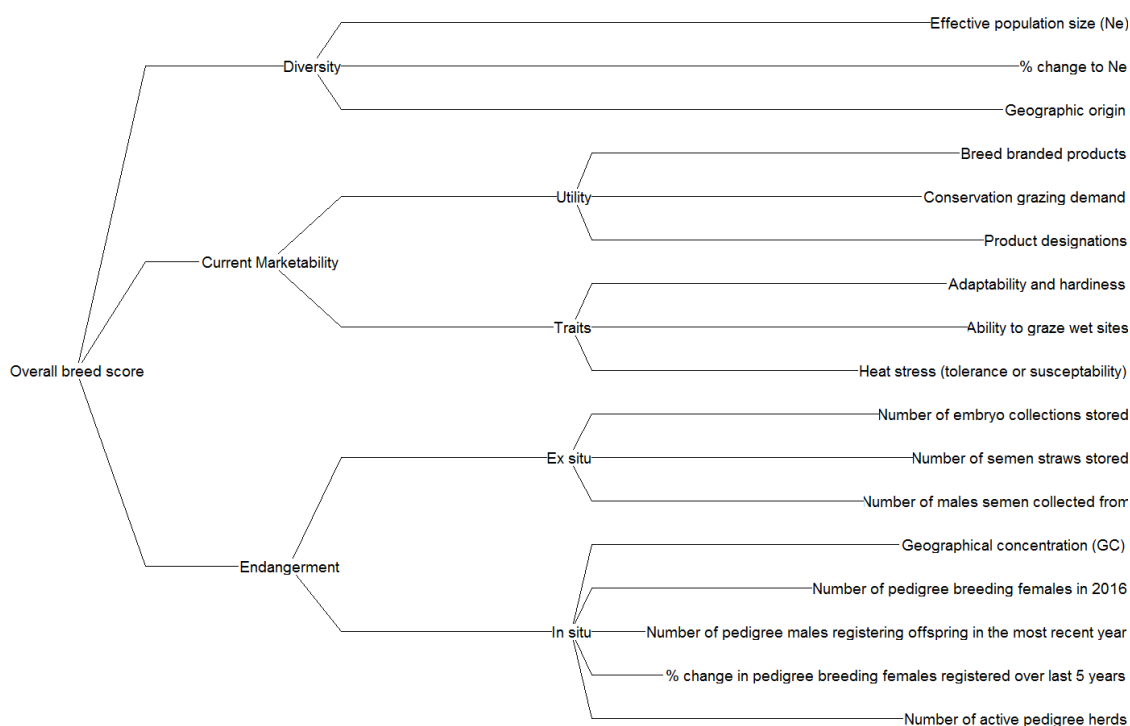 Effective population size (Ne)
Diversity
% change to Ne
Geographic origin
Breed branded products
Utility
Conservation grazing demand
Product designations
Current Marketability
Adaptability and hardiness
Traits
Ability to graze wet sites
Overall breed score
Heat stress (tolerance or susceptability)
Number of embryo collections stored
Ex situ
Number of semen straws stored
Number of males semen collected from
Geographical concentration (GC)
Endangerment
Number of pedigree breeding females in 2016
In situ
Number of pedigree males registering offspring in the most recent year
% change in pedigree breeding females registered over last 5 years
Number of active pedigree herds